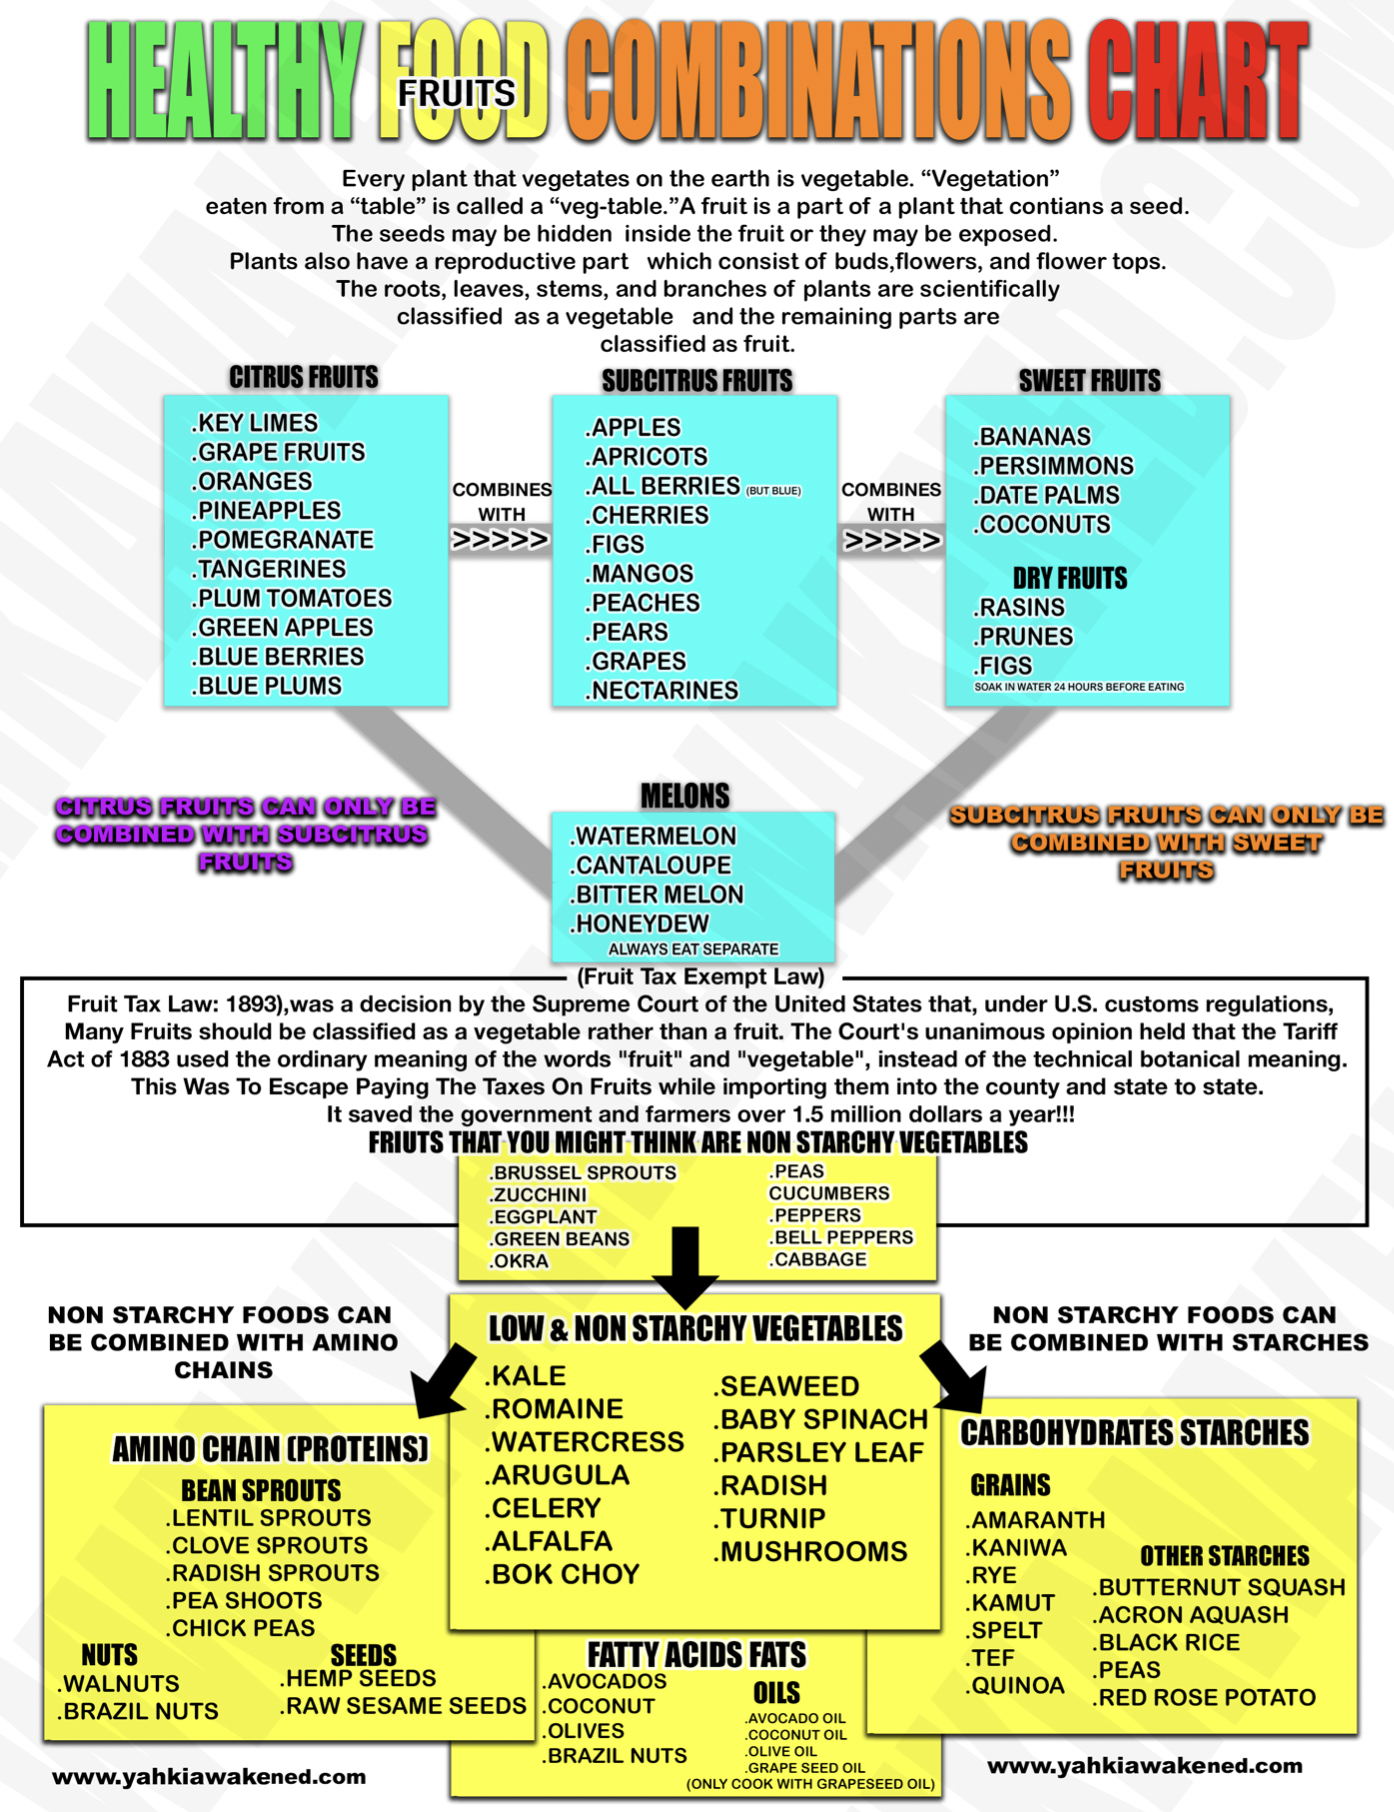 HEALTHY FOOD COMBINATIONS CHART
FRUITS
Every plant that vegetates on the earth is vegetable. “Vegetation”
eaten from a “table” is called a “veg-table.”A fruit is a part of a plant that contians a seed.
The seeds may be hidden inside the fruit or they may be exposed.
Plants also have a reproductive part which consist of buds,flowers, and flower tops.
The roots, leaves, stems, and branches of plants are scientifically
classified as a vegetable and the remaining parts are
classified as fruit.
CITRUS FRUITS
.KEY LIMES
.GRAPE FRUITS
.ORANGES
.PINEAPPLES
.POMEGRANATE
.TANGERINES
.PLUM TOMATOES
.GREEN APPLES
.BLUE BERRIES
.BLUE PLUMS
COMBINES
WITH
>>>>>
SUBCITRUS FRUITS
.APPLES
.APRICOTS
.ALL BERRIES (BUT BLUE)
.CHERRIES
.FIGS
.MANGOS
.PEACHES
.PEARS
.GRAPES
.NECTARINES
COMBINES
WITH
>>>>>
SWEET FRUITS
.BANANAS
.PERSIMMONS
.DATE PALMS
.COCONUTS
DRY FRUITS
.RASINS
.PRUNES
.FIGS
SOAK IN WATER 24 HOURS BEFORE EATING
CITRUS FRUITS CAN ONLY BE
COMBINED WITH SUBCITRUS
FRUITS
MELONS
.WATERMELON
.CANTALOUPE
.BITTER MELON
.HONEYDEW
ALWAYS EAT SEPARATE
SUBCITRUS FRUITS CAN ONLY BE
COMBINED WITH SWEET
FRUITS
(Fruit Tax Exempt Law)
Fruit Tax Law: 1893),was a decision by the Supreme Court of the United States that, under U.S. customs regulations,
Many Fruits should be classified as a vegetable rather than a fruit. The Court's unanimous opinion held that the Tariff
Act of 1883 used the ordinary meaning of the words "fruit" and "vegetable", instead of the technical botanical meaning.
This Was To Escape Paying The Taxes On Fruits while importing them into the county and state to state.
It saved the government and farmers over 1.5 million dollars a year!!!
FRIUTS THAT YOU MIGHT THINK ARE NON STARCHY VEGETABLES
.BRUSSEL SPROUTS
.ZUCCHINI
.EGGPLANT
.GREEN BEANS
.OKRA
.PEAS
CUCUMBERS
.PEPPERS
.BELL PEPPERS
.CABBAGE
NON STARCHY FOODS CAN
BE COMBINED WITH AMINO
CHAINS
LOW & NON STARCHY VEGETABLES
.KALE
.ROMAINE
.WATERCRESS
.ARUGULA
.CELERY
.ALFALFA
.BOK CHOY
.SEAWEED
.BABY SPINACH
.PARSLEY LEAF
.RADISH
.TURNIP
.MUSHROOMS
NON STARCHY FOODS CAN
BE COMBINED WITH STARCHES
AMINO CHAIN (PROTEINS)
BEAN SPROUTS
.LENTIL SPROUTS
.CLOVE SPROUTS
.RADISH SPROUTS
.PEA SHOOTS
.CHICK PEAS
NUTS
.WALNUTS
.BRAZIL NUTS
SEEDS
.HEMP SEEDS
.RAW SESAME SEEDS
FATTY ACIDS FATS
.AVOCADOS
.COCONUT
.OLIVES
.BRAZIL NUTS
OILS
.AVOCADO OIL
.COCONUT OIL
.OLIVE OIL
.GRAPE SEED OIL
(ONLY COOK WITH GRAPESEED OIL)
CARBOHYDRATES STARCHES
GRAINS
.AMARANTH
.KANIWA
.RYE
.KAMUT
.SPELT
.TEF
.QUINOA
OTHER STARCHES
.BUTTERNUT SQUASH
.ACRON AQUASH
.BLACK RICE
.PEAS
.RED ROSE POTATO
www.yahkiawakened.com
www.yahkiawakened.com